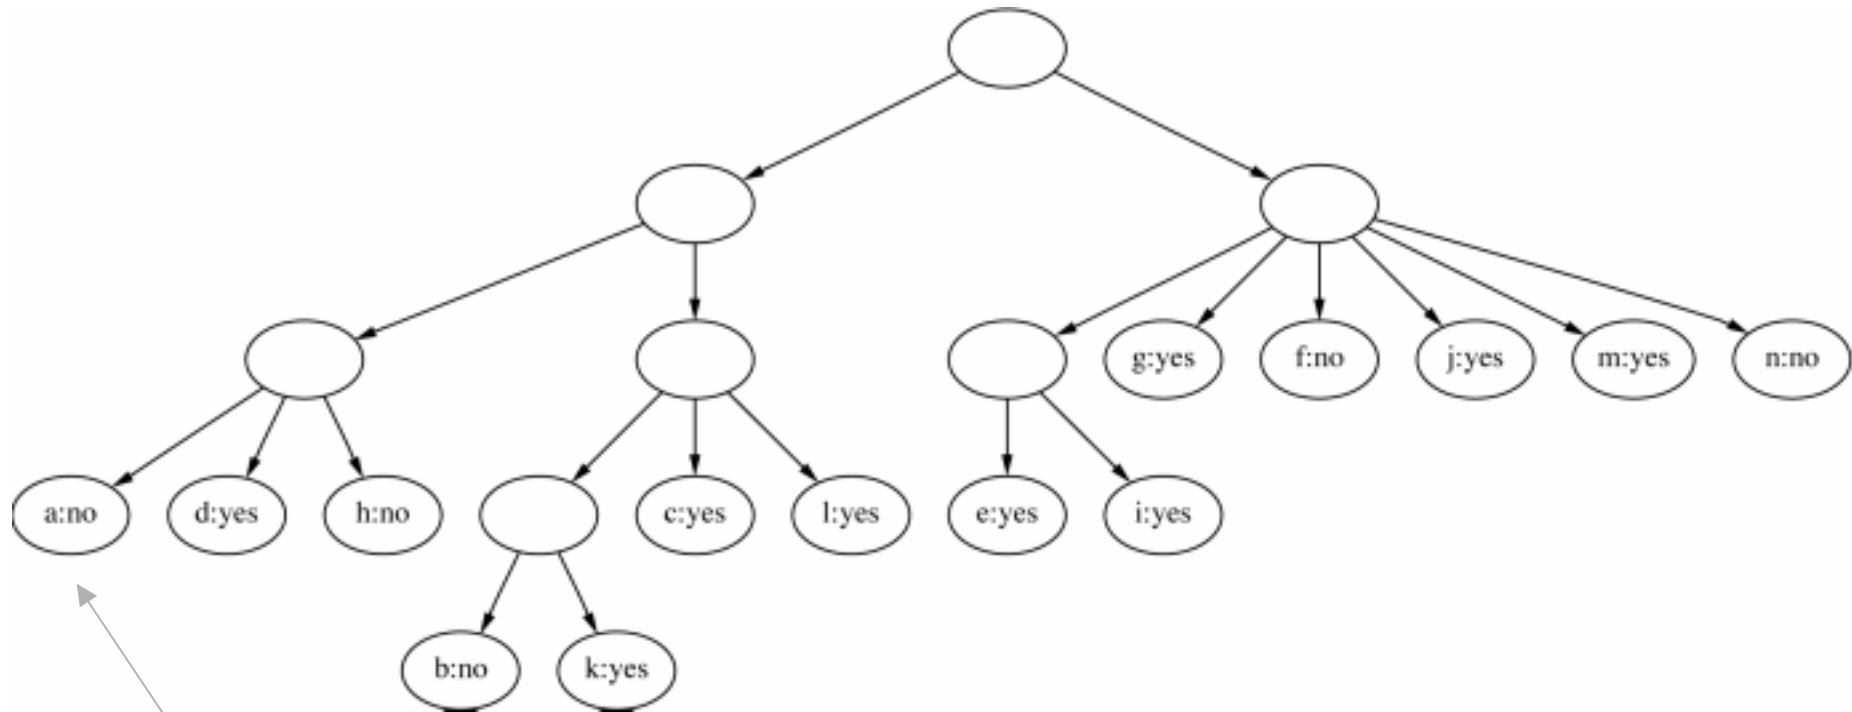 g:yes
f:no
j:yes
m:yes
n:no
a:no
d:yes
h:no
c:yes
l:yes
e:yes
i:yes
b:no
k:yes